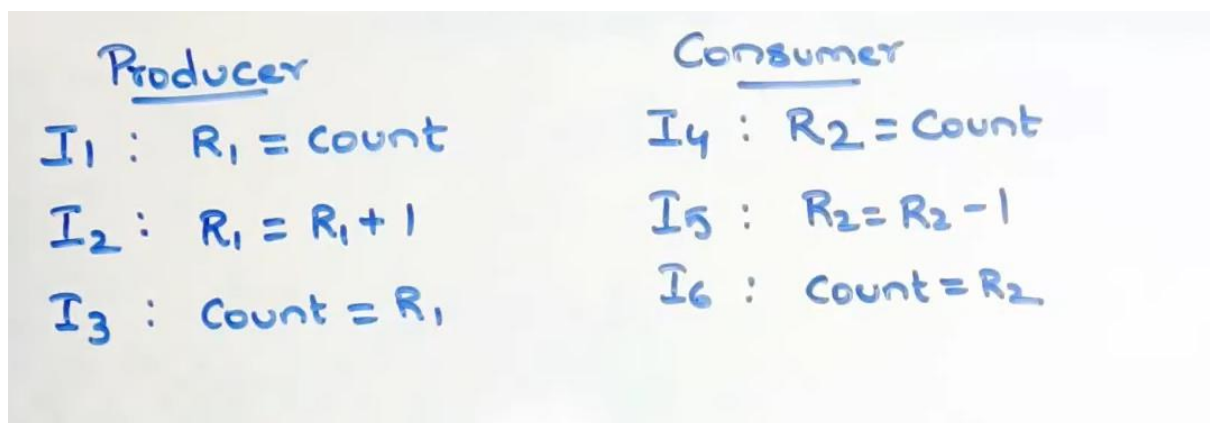 Producer
I1 : R1 = Count
I2 : R1 = R1 + 1
I3 : Count = R1
Consumer
I4 : R2 = Count
I5 : R2 = R2 - 1
I6 : Count = R2